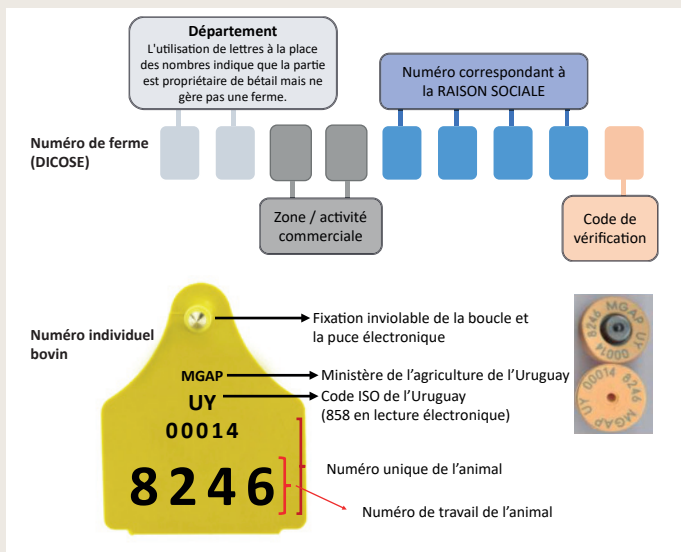 Département
L'utilisation de lettres à la place
des nombres indique que la partie
est propriétaire de bétail mais ne
gère pas une ferme.
Numéro correspondant à
la RAISON SOCIALE
Numéro de ferme
(DICOSE)
Zone / activité
commerciale
Code de
vérification
Numéro individuel
bovin
Fixation inviolable de la boucle et
la puce électronique
MGAP
Ministère de l'agriculture de l'Uruguay
UY
Code ISO de l'Uruguay
(858 en lecture électronique)
00014
8246
Numéro unique de l'animal
Numéro de travail de l'animal
8246 MGAP UY 00014
MGAP UY 00014 8246